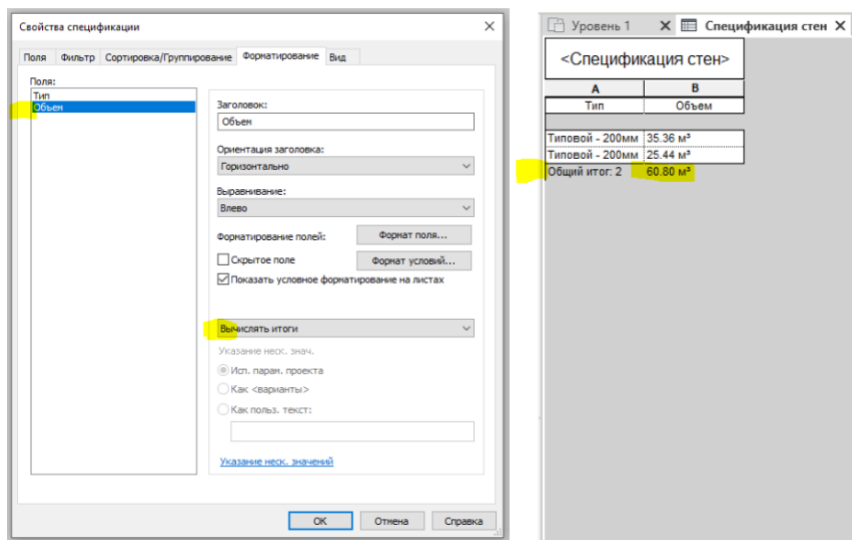 Свойства спецификации
Поля Фильтр Сортировка/Группирование Форматирование Вид
Поля:
Тип
Объем
Заголовок:
Объем
Ориентация заголовка:
Горизонтально
Выравнивание:
Влево
Форматирование полей: Формат поля...
Скрытое поле Формат условий...
Показать условное форматирование на листах
Вычислять итоги
Указание неск. знач.
Исп. парам. проекта
Как <варианты>
Как польз. текст:
Указание неск. значений
OK Отмена Справка
Уровень 1 X Спецификация стен X
<Спецификация стен>
A B
Тип Объем
Типовой - 200мм 35.36 м³
Типовой - 200мм 25.44 м³
Общий итог: 2 60.80 м³